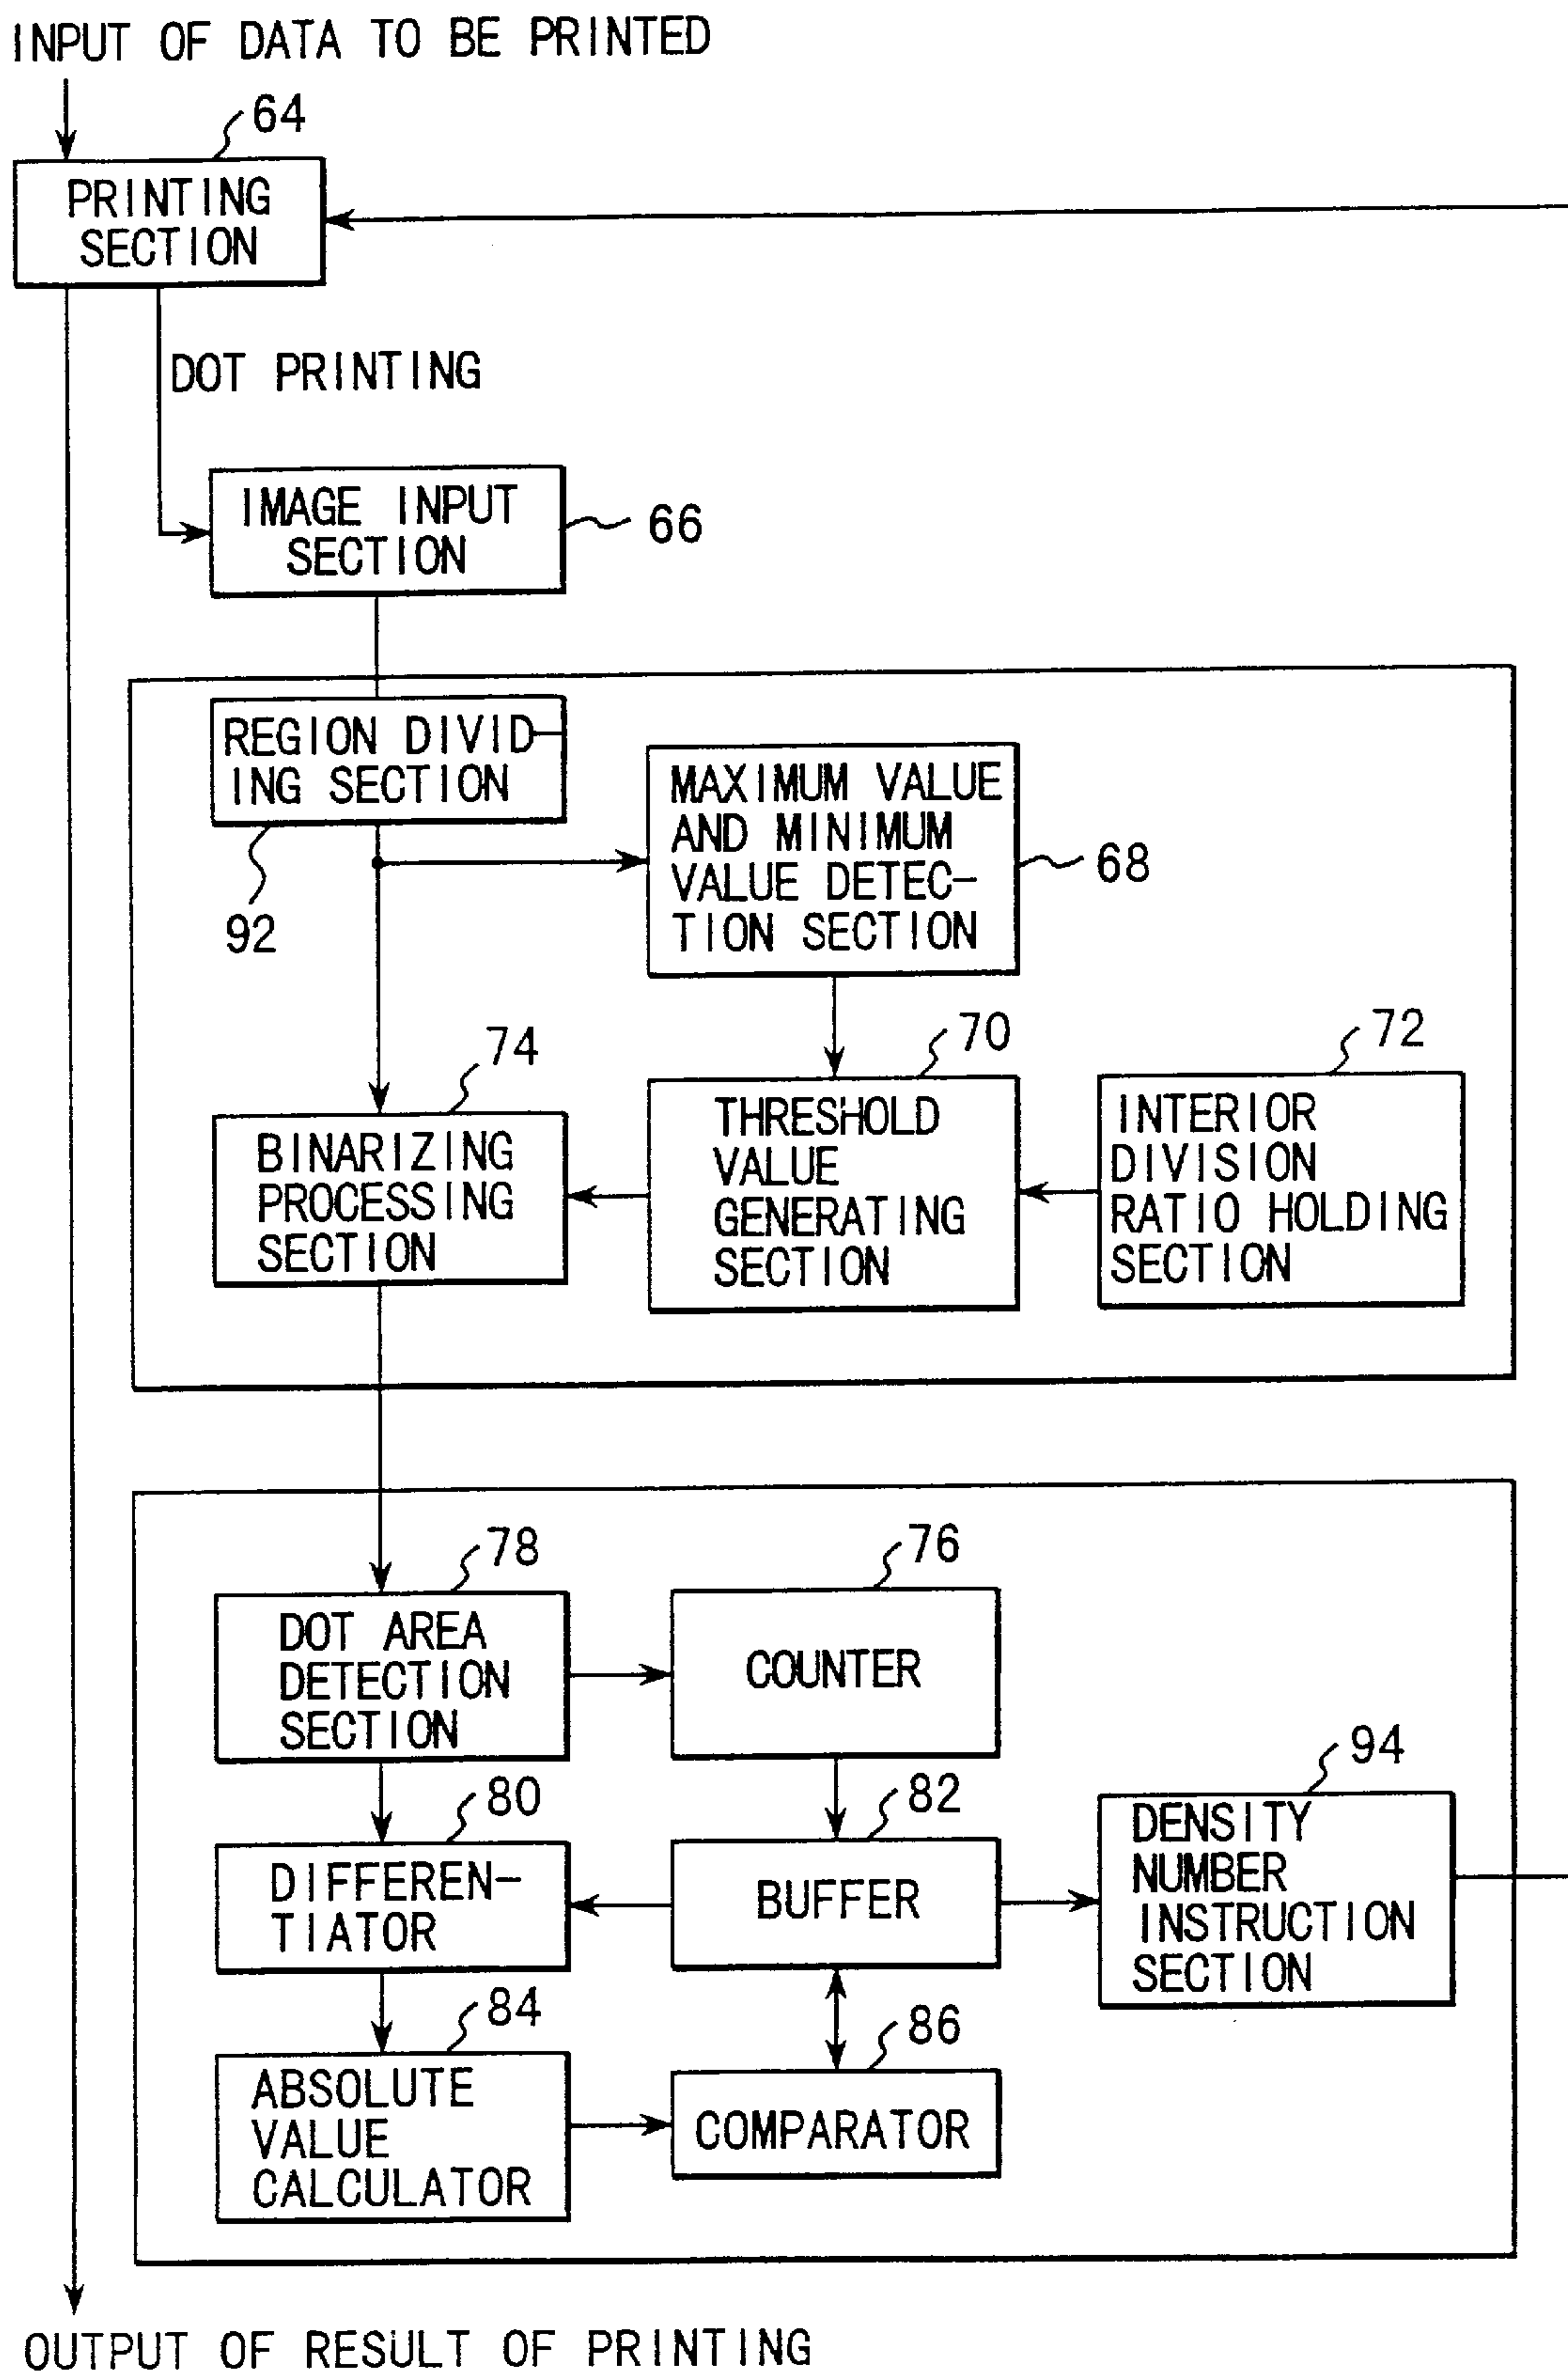 INPUT OF DATA TO BE PRINTED
64
PRINTING
SECTION
DOT PRINTING
IMAGE INPUT
SECTION
66
REGION DIVID-
ING SECTION
92
MAXIMUM VALUE
AND MINIMUM
VALUE DETEC-
TION SECTION
68
74
BINARIZING
PROCESSING
SECTION
70
THRESHOLD
VALUE
GENERATING
SECTION
72
INTERIOR
DIVISION
RATIO HOLDING
SECTION
78
DOT AREA
DETECTION
SECTION
76
COUNTER
80
DIFFEREN-
TIATOR
82
BUFFER
94
DENSITY
NUMBER
INSTRUCTION
SECTION
84
ABSOLUTE
VALUE
CALCULATOR
86
COMPARATOR
OUTPUT OF RESULT OF PRINTING